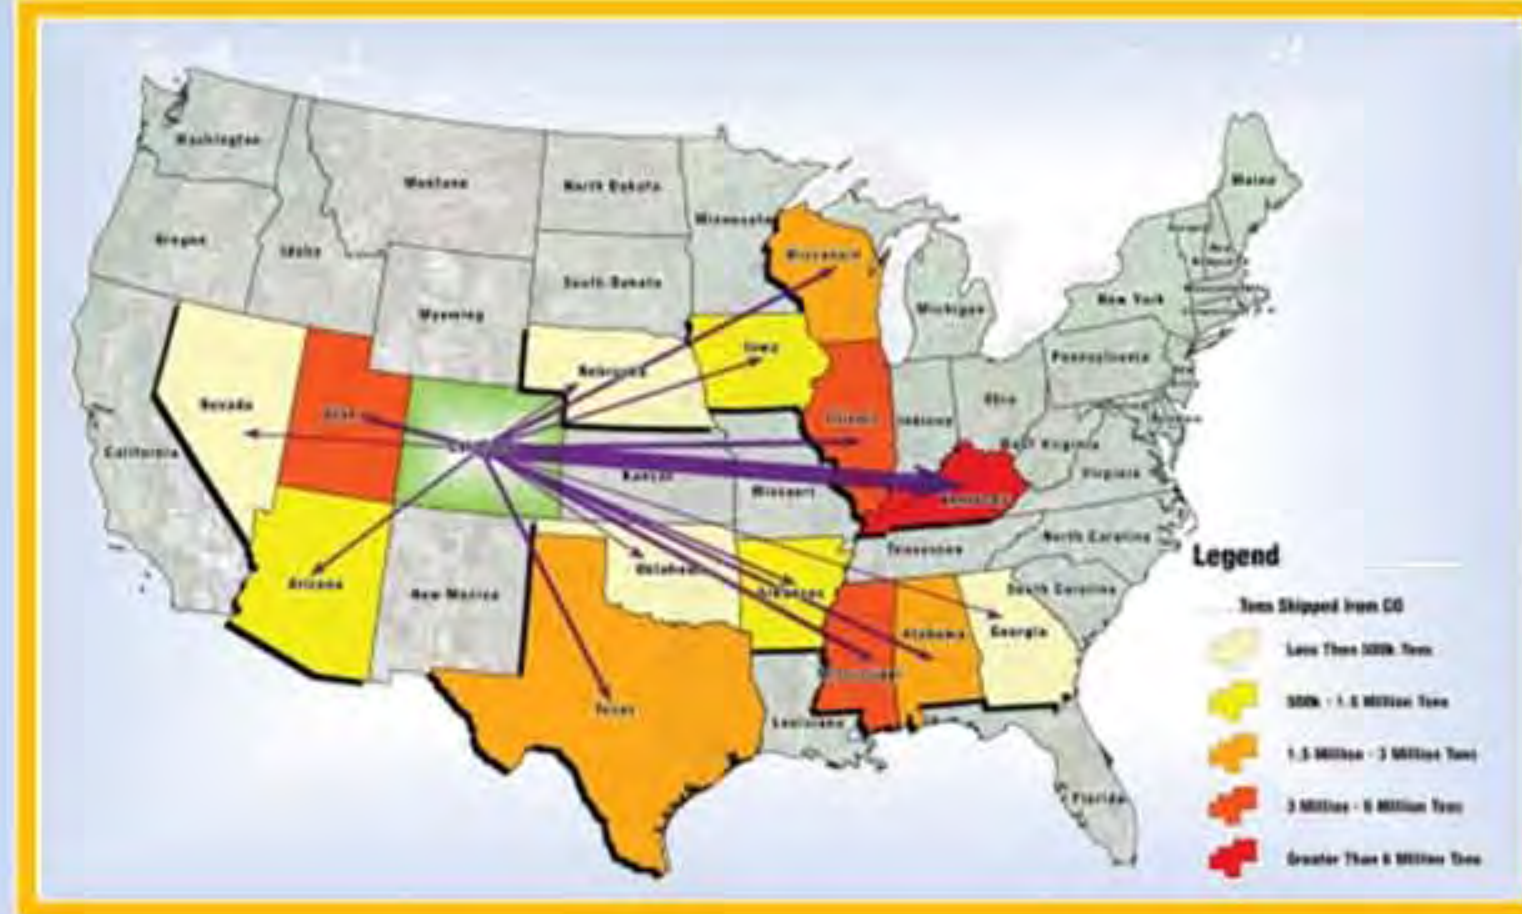 Washington
Montana
North Dakota
Minnesota
Maine
Oregon
Idaho
Wisconsin
South Dakota
Wyoming
Michigan
New York
Iowa
Nebraska
Pennsylvania
Nevada
Utah
Illinois
Indiana
Ohio
California
Kansas
Missouri
West Virginia
Virginia
Kentucky
Arizona
New Mexico
Oklahoma
Arkansas
Tennessee
North Carolina
South Carolina
Mississippi
Alabama
Georgia
Texas
Louisiana
Florida
Legend
Tons Shipped from CO
Less Than 500k Tons
500k - 1.5 Million Tons
1.5 Million - 3 Million Tons
3 Million - 6 Million Tons
Greater Than 6 Million Tons